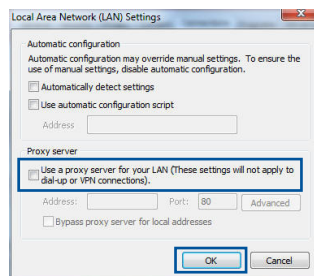 Local Area Network (LAN) Settings
Automatic configuration
Automatic configuration may override manual settings. To ensure the
use of manual settings, disable automatic configuration.
Automatically detect settings
Use automatic configuration script
Address
Proxy server
Use a proxy server for your LAN (These settings will not apply to
dial-up or VPN connections).
Address: Port: 80 Advanced
Bypass proxy server for local addresses
OK Cancel